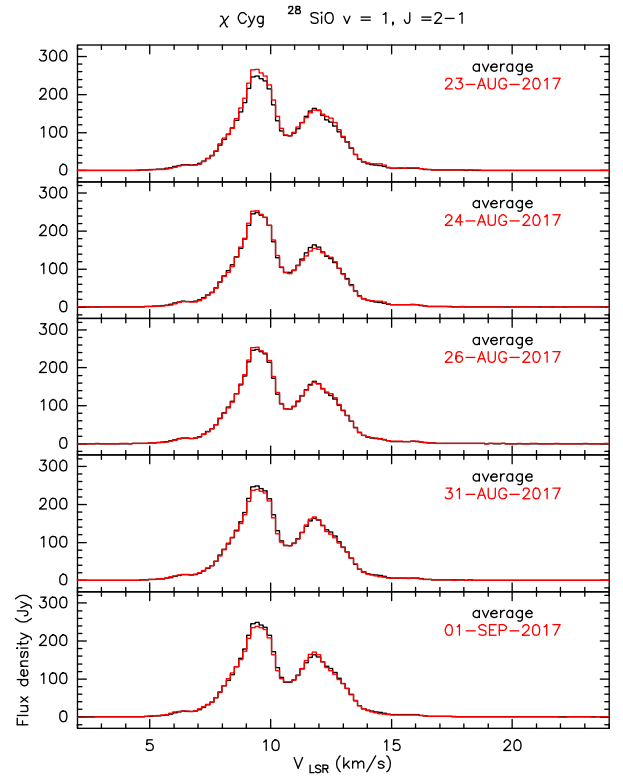 χ Cyg   ²⁸ SiO v = 1, J =2−1
300
200
100
0
average
23−AUG−2017
300
200
100
0
average
24−AUG−2017
300
200
100
0
average
26−AUG−2017
300
200
100
0
average
31−AUG−2017
300
200
100
0
average
01−SEP−2017
Flux density (Jy)
5 10 15 20
V LSR (km/s)